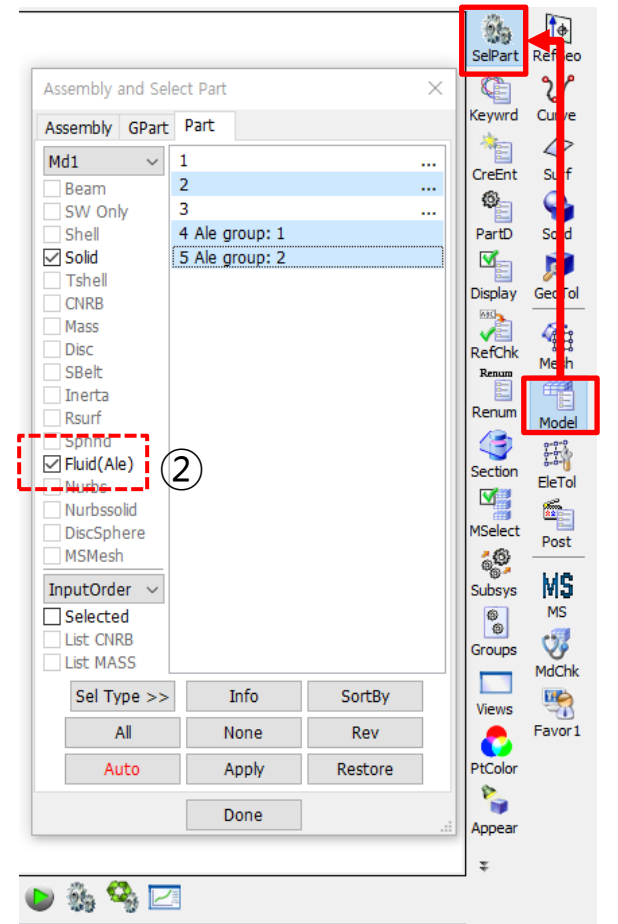 Assembly and Select Part
Assembly GPart Part
Md1
Beam
SW Only
Shell
Solid
Tshell
CNRB
Mass
Disc
SBelt
Inerta
Rsurf
Sphnd
Fluid(Ale)
Nurbs
Nurbssolid
DiscSphere
MSMesh
InputOrder
Selected
List CNRB
List MASS
1 ...
2 ...
3 ...
4 Ale group: 1
5 Ale group: 2
②
Sel Type >> Info SortBy
All None Rev
Auto Apply Restore
Done
SelPart
Keywrd
CreEnt
PartD
Display
RefChk
Renum
Renum
Section
MSelect
Subsys
Groups
Views
PtColor
Appear
Curve
Surf
Solid
GeoTol
Mesh
Model
EleTol
Post
MS
MS
MdChk
Favor1